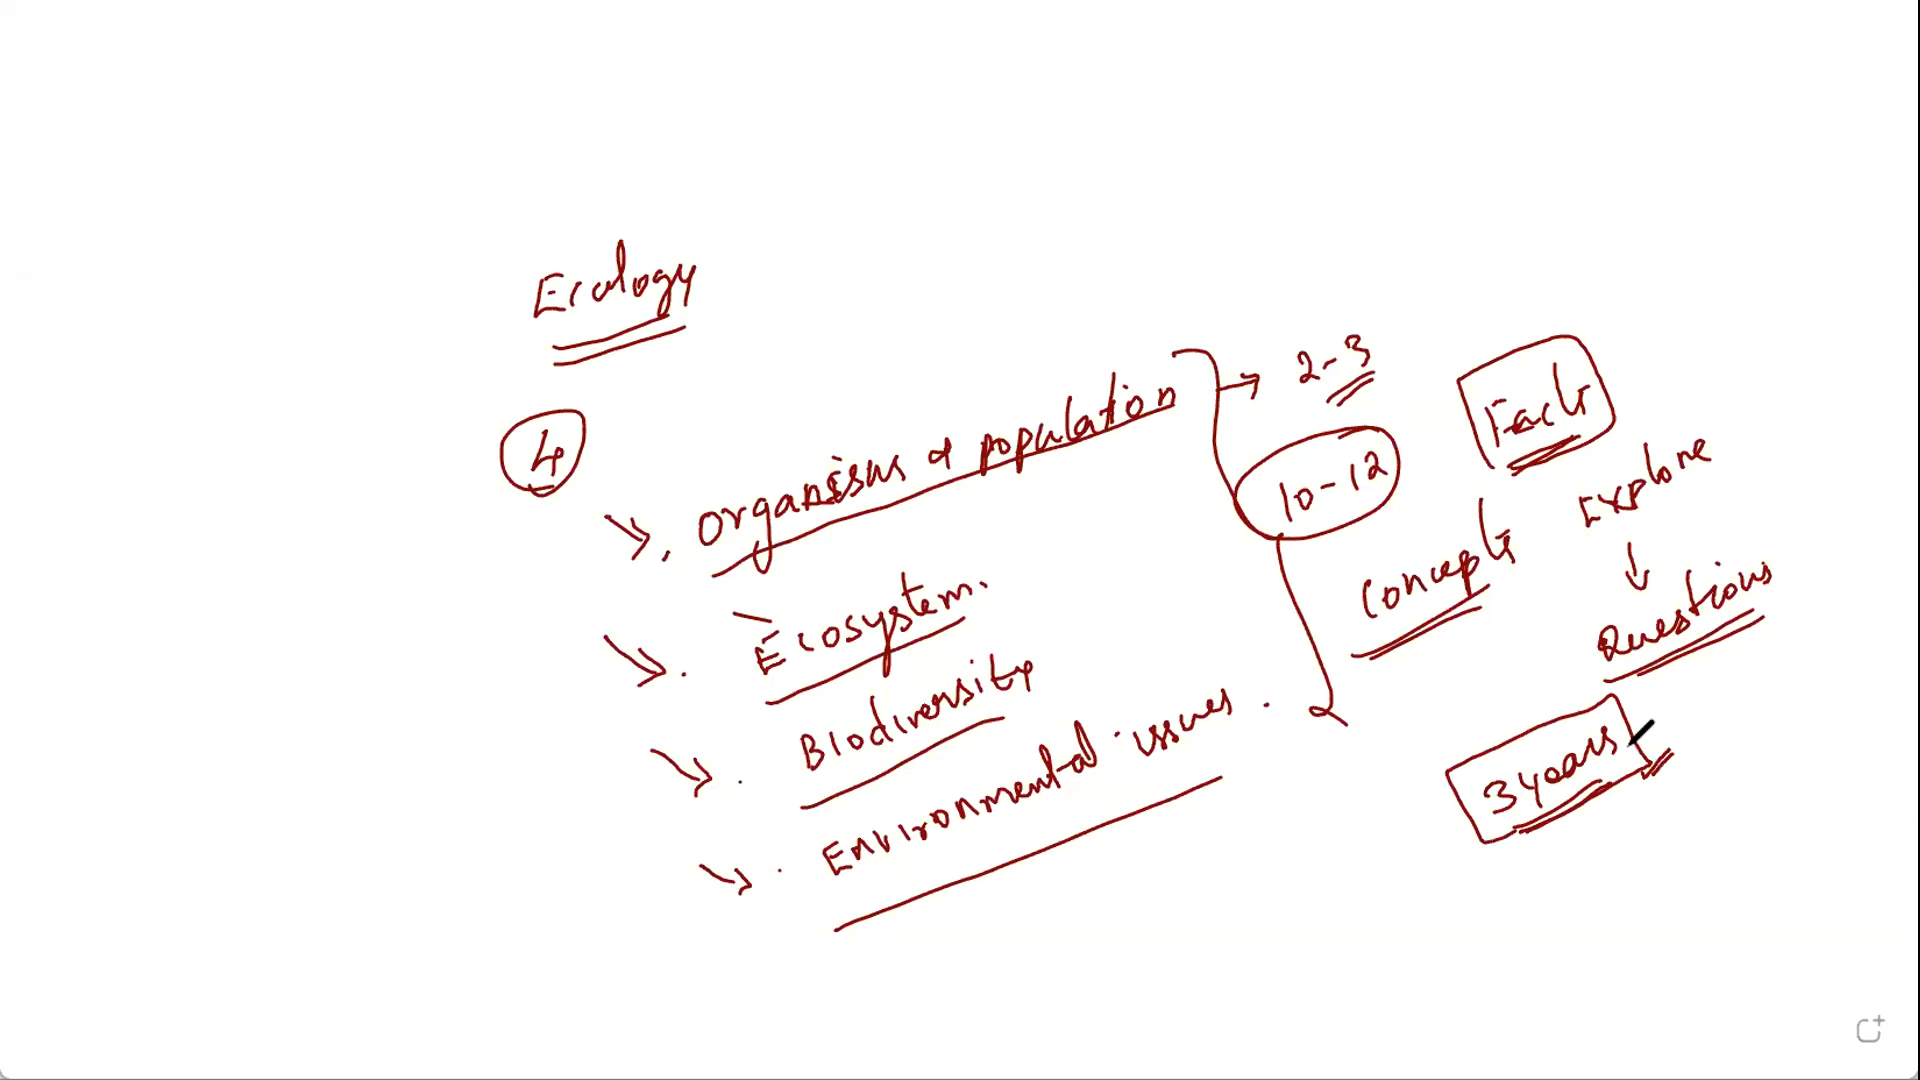 Ecology
4
Organisms & population
Ecosystem.
Biodiversity
Environmental issues.
2-3
10-12
Facts
Concepts
Explore
Questions
3 years